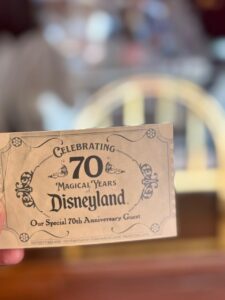 CELEBRATING
70
MAGICAL YEARS
Disneyland
Our Special 70th Anniversary Guest